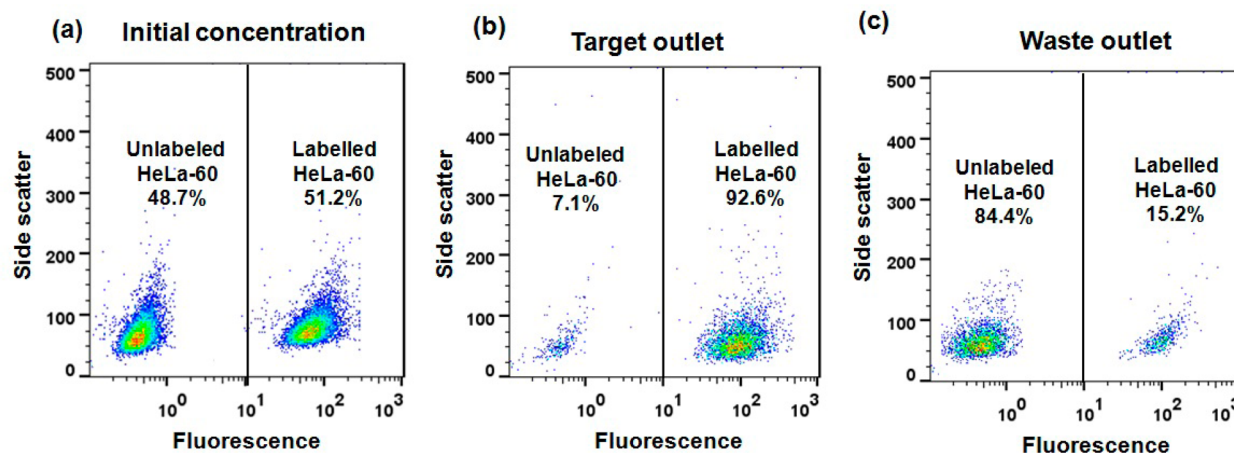 (a) Initial concentration
500
400
300
200
100
0
Side scatter
Unlabeled
HeLa-60
48.7%
Labelled
HeLa-60
51.2%
10^0
10^1
10^2
10^3
Fluorescence
(b) Target outlet
500
400
300
200
100
0
Side scatter
Unlabeled
HeLa-60
7.1%
Labelled
HeLa-60
92.6%
10^0
10^1
10^2
10^3
Fluorescence
(c) Waste outlet
500
400
300
200
100
0
Side scatter
Unlabeled
HeLa-60
84.4%
Labelled
HeLa-60
15.2%
10^0
10^1
10^2
10^3
Fluorescence